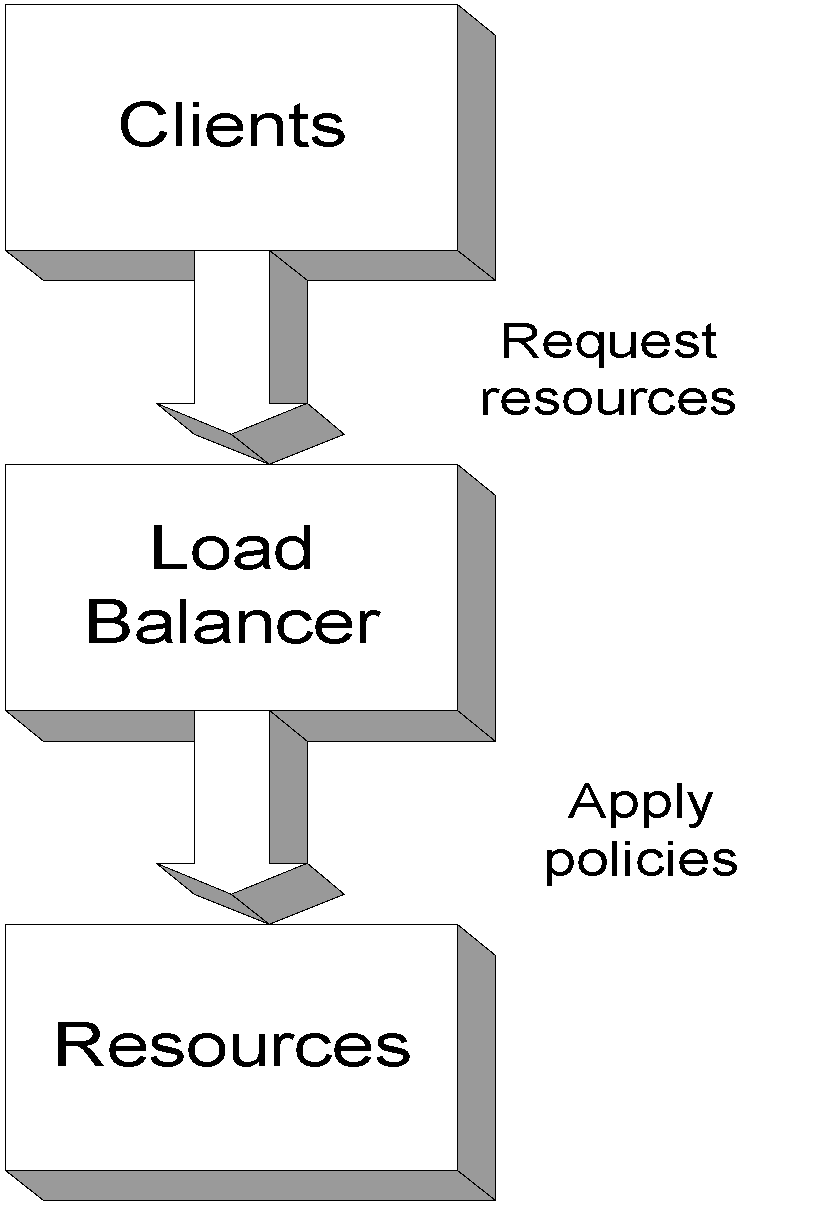 Clients
Request
resources
Load
Balancer
Apply
policies
Resources